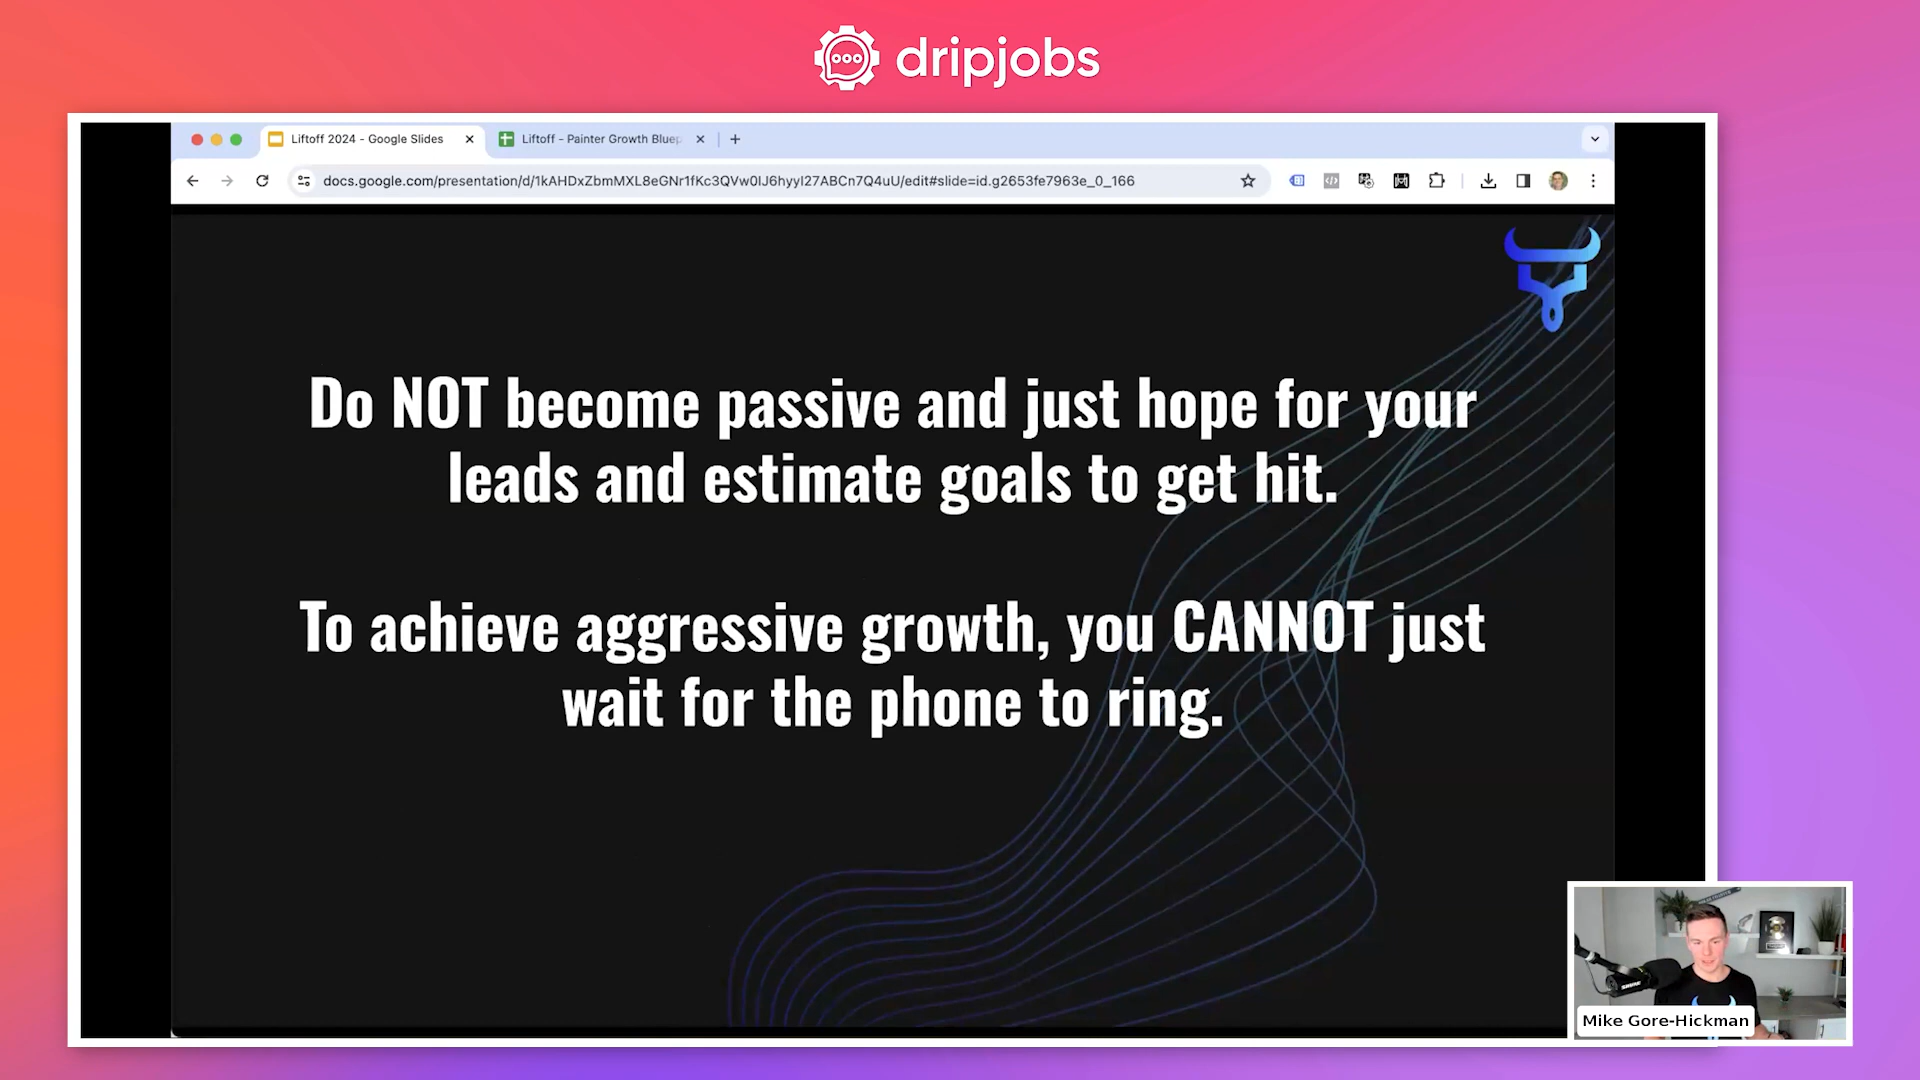 dripjobs
Liftoff 2024 - Google Slides
Liftoff - Painter Growth Bluep
docs.google.com/presentation/d/1kAHDxZbmMXL8eGNr1fKc3QVw0IJ6hyyI27ABCn7Q4uU/edit#slide=id.g2653fe7963e_0_166
Do NOT become passive and just hope for your
leads and estimate goals to get hit.
To achieve aggressive growth, you CANNOT just
wait for the phone to ring.
SHURE
Mike Gore-Hickman